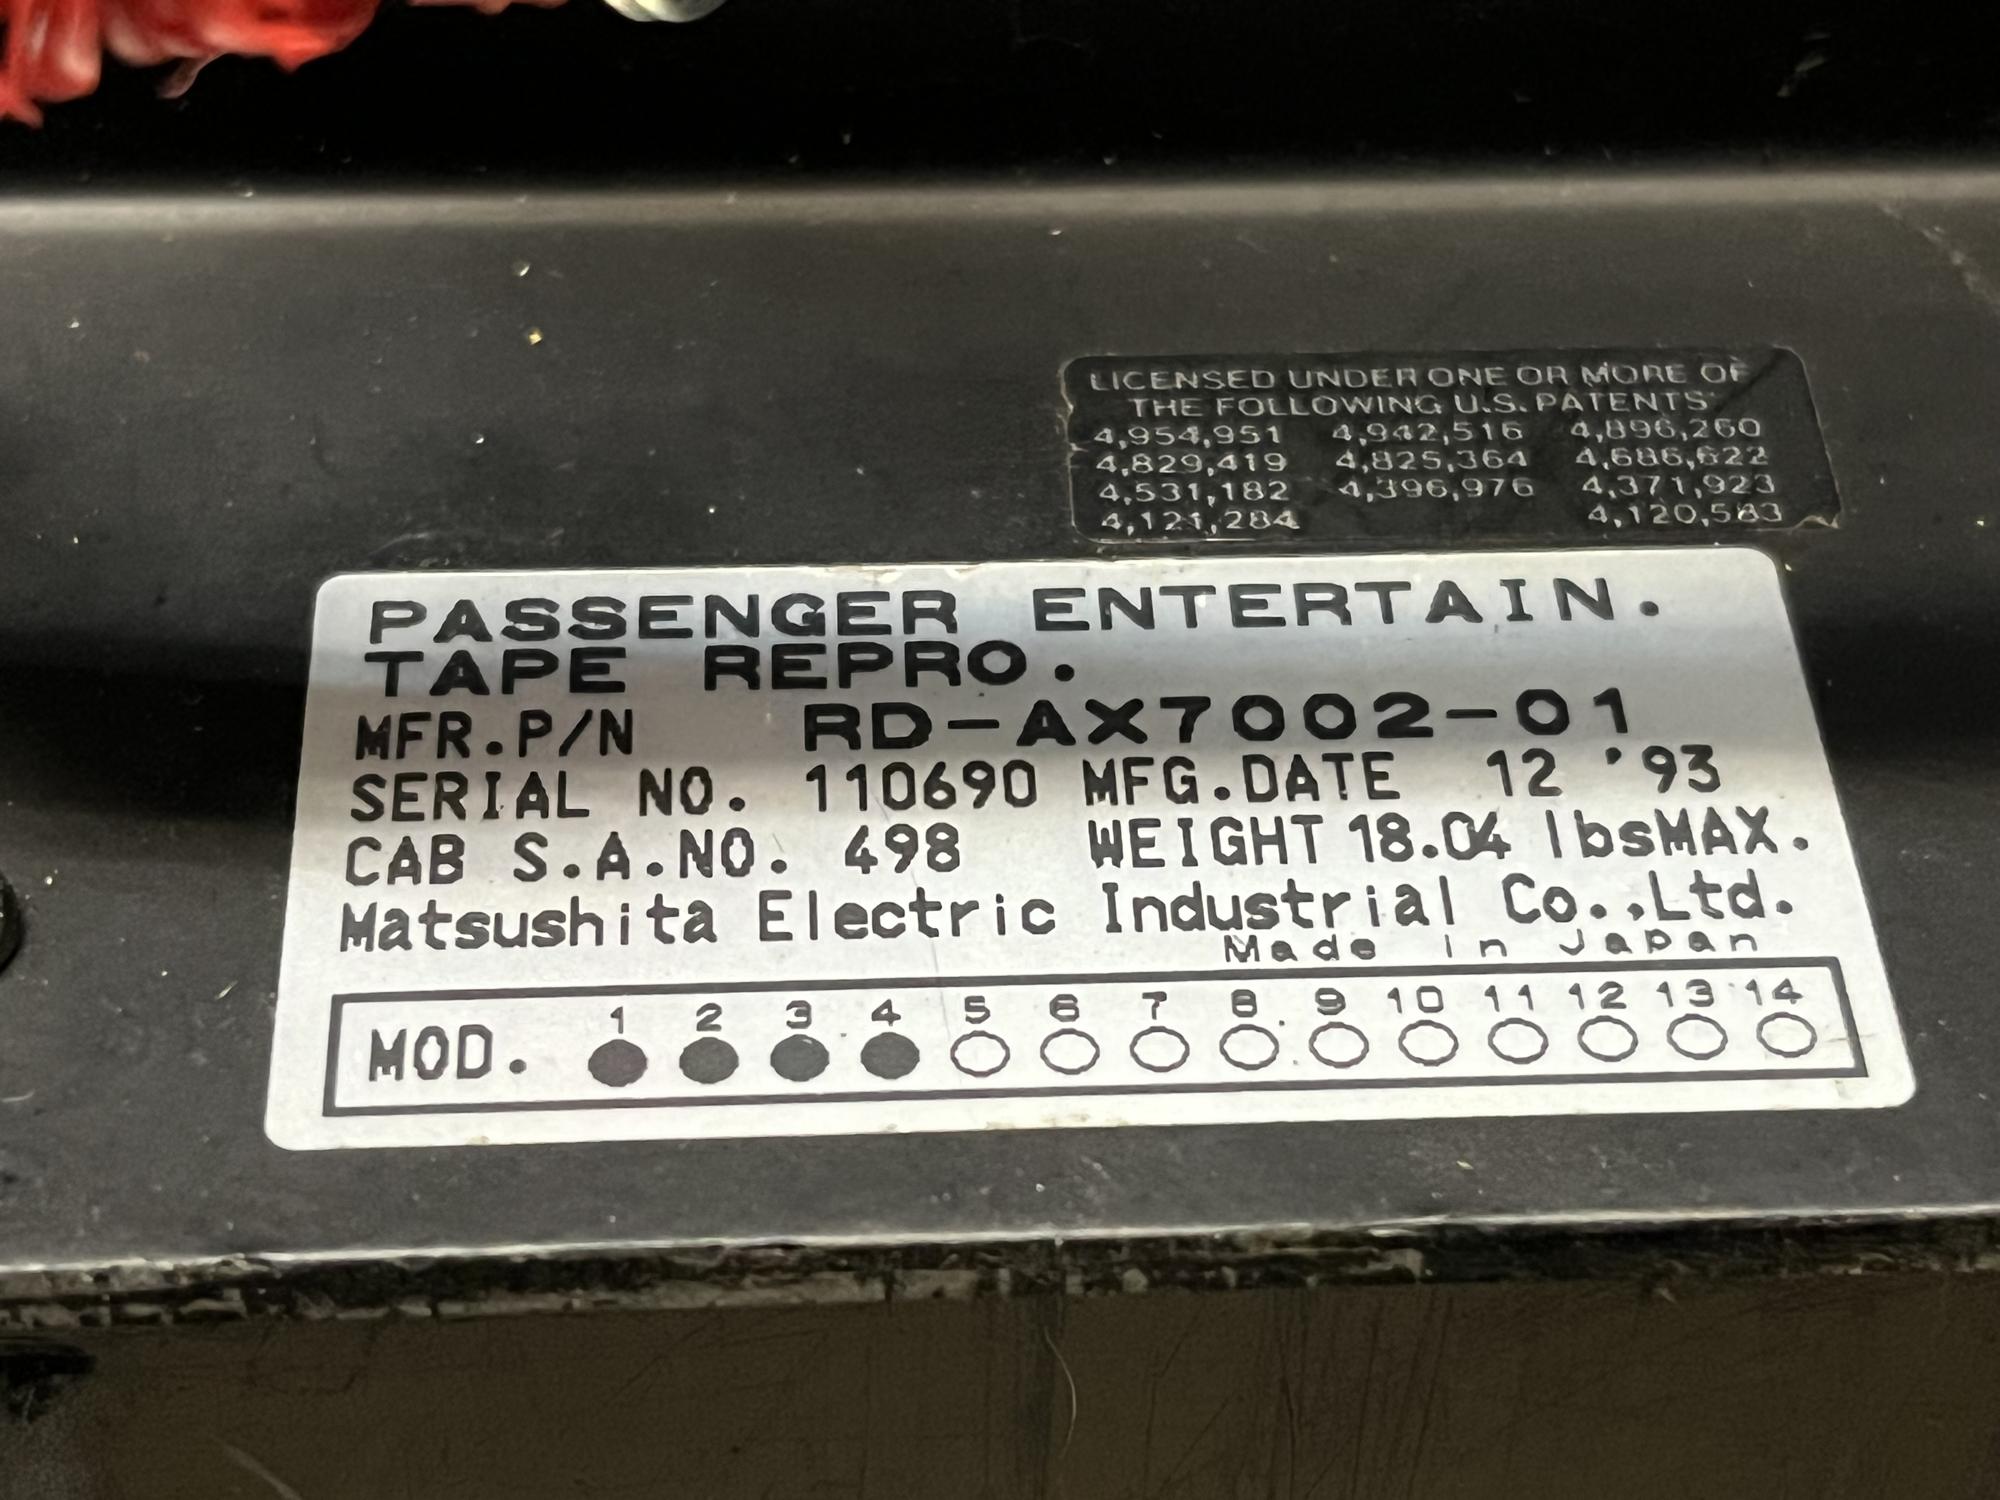 LICENSED UNDER ONE OR MORE OF
THE FOLLOWING U.S. PATENTS
4,954,951 4,942,516 4,896,260
4,829,419 4,825,364 4,686,622
4,531,182 4,396,976 4,371,923
4,121,284 4,120,583
PASSENGER ENTERTAIN.
TAPE REPRO.
MFR.P/N RD-AX7002-01
SERIAL NO. 110690 MFG.DATE 12 '93
CAB S.A.NO. 498 WEIGHT 18.04 lbsMAX.
Matsushita Electric Industrial Co.,Ltd.
Made in Japan
1 2 3 4 5 6 7 8 9 10 11 12 13 14
MOD.